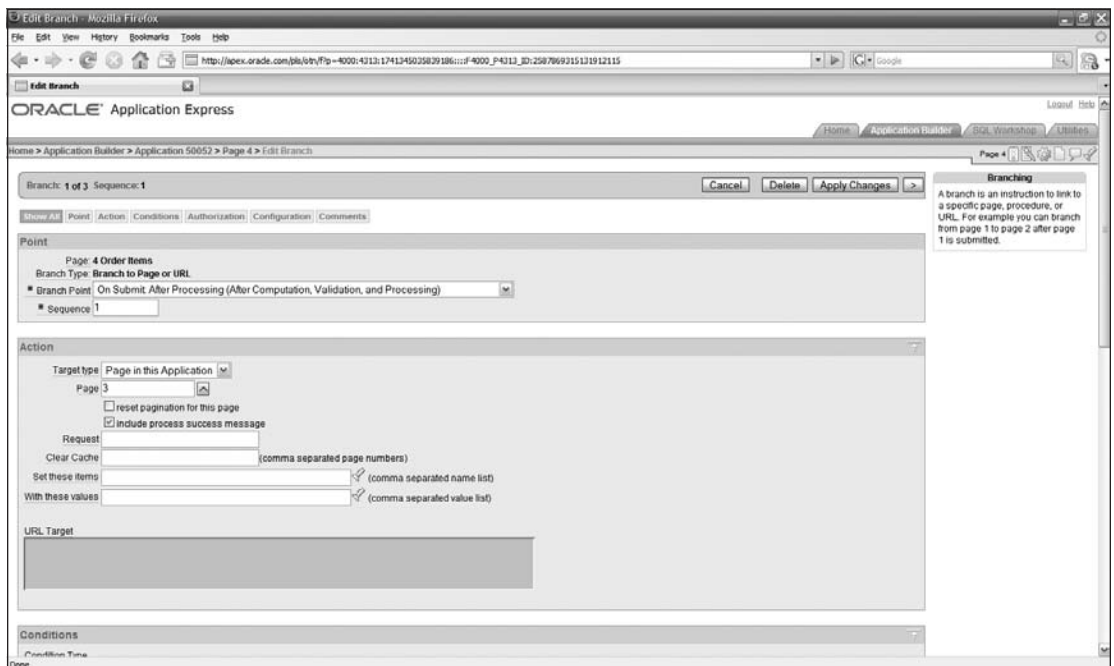 Edit Branch - Mozilla Firefox
File Edit View History Bookmarks Tools Help
http://apex.oracle.com/pls/otn/f?p=4000:4313:1741345035839186::::F4000_P4313_ID:2587869315131912115
Google
Edit Branch
ORACLE Application Express
Logout Help
Home Application Builder SQL Workshop Utilities
Home > Application Builder > Application 50052 > Page 4 > Edit Branch
Page 4
Branch: 1 of 3 Sequence: 1
Cancel Delete Apply Changes >
Branching
A branch is an instruction to link to
a specific page, procedure, or
URL. For example you can branch
from page 1 to page 2 after page
1 is submitted.
Show All Point Action Conditions Authorization Configuration Comments
Point
Page: 4 Order Items
Branch Type: Branch to Page or URL
* Branch Point On Submit: After Processing (After Computation, Validation, and Processing)
* Sequence 1
Action
Target type Page in this Application
Page 3
reset pagination for this page
include process success message
Request
Clear Cache (comma separated page numbers)
Set these items (comma separated name list)
With these values (comma separated value list)
URL Target
Conditions
Condition Type
Done